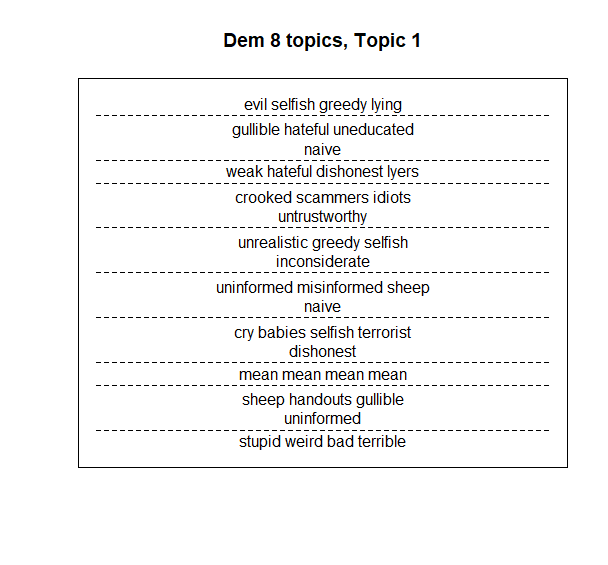 Dem 8 topics, Topic 1
evil selfish greedy lying
gullible hateful uneducated
naive
weak hateful dishonest lyers
crooked scammers idiots
untrustworthy
unrealistic greedy selfish
inconsiderate
uninformed misinformed sheep
naive
cry babies selfish terrorist
dishonest
mean mean mean mean
sheep handouts gullible
uninformed
stupid weird bad terrible